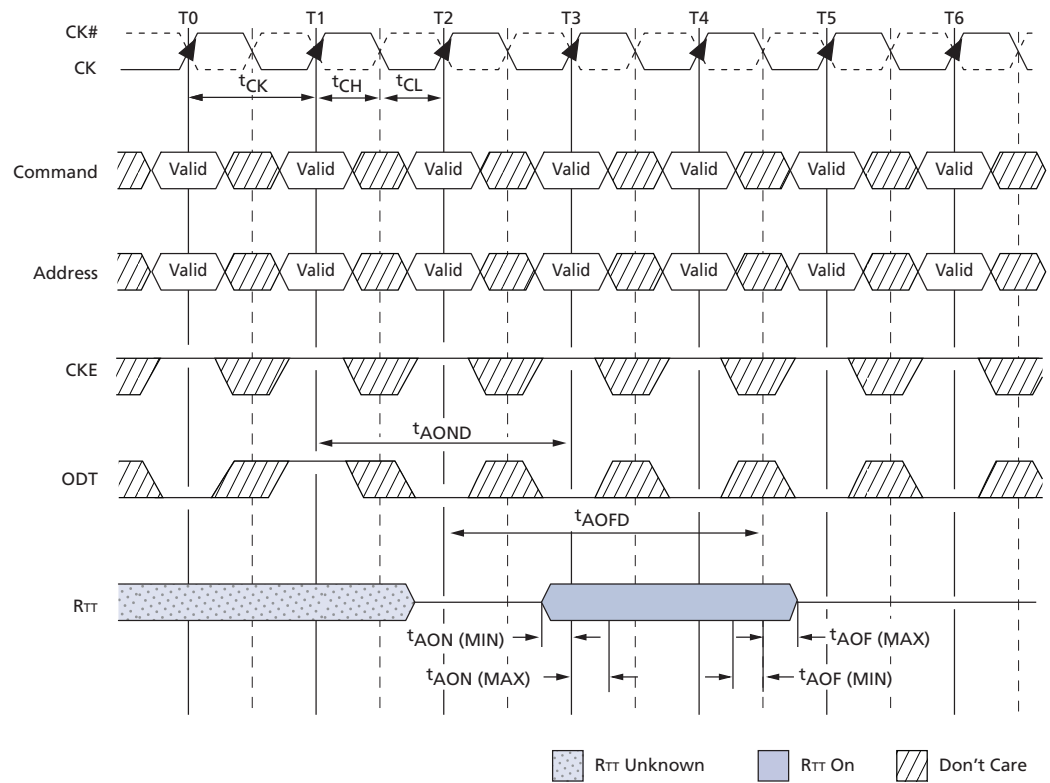 T0 T1 T2 T3 T4 T5 T6
CK#
CK
tCK tCH tCL
Command Valid Valid Valid Valid Valid Valid Valid
Address Valid Valid Valid Valid Valid Valid Valid
CKE
tAOND
ODT
tAOFD
RTT
tAON (MIN) tAOF (MAX)
tAON (MAX) tAOF (MIN)
RTT Unknown RTT On Don't Care